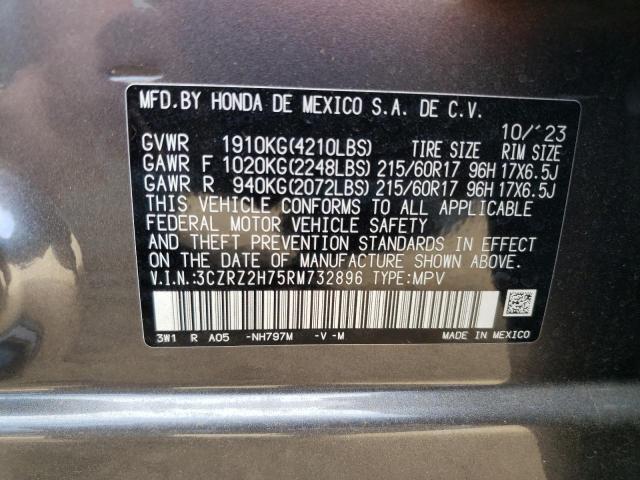 MFD.BY HONDA DE MEXICO S.A. DE C.V.
10/'23
GVWR 1910KG(4210LBS) TIRE SIZE RIM SIZE
GAWR F 1020KG(2248LBS) 215/60R17 96H 17X6.5J
GAWR R 940KG(2072LBS) 215/60R17 96H 17X6.5J
THIS VEHICLE CONFORMS TO ALL APPLICABLE
FEDERAL MOTOR VEHICLE SAFETY
AND THEFT PREVENTION STANDARDS IN EFFECT
ON THE DATE OF MANUFACTURE SHOWN ABOVE.
V.I.N.:3CZRZ2H75RM732896 TYPE:MPV
3W1 R A05 -NH797M -V -M MADE IN MEXICO